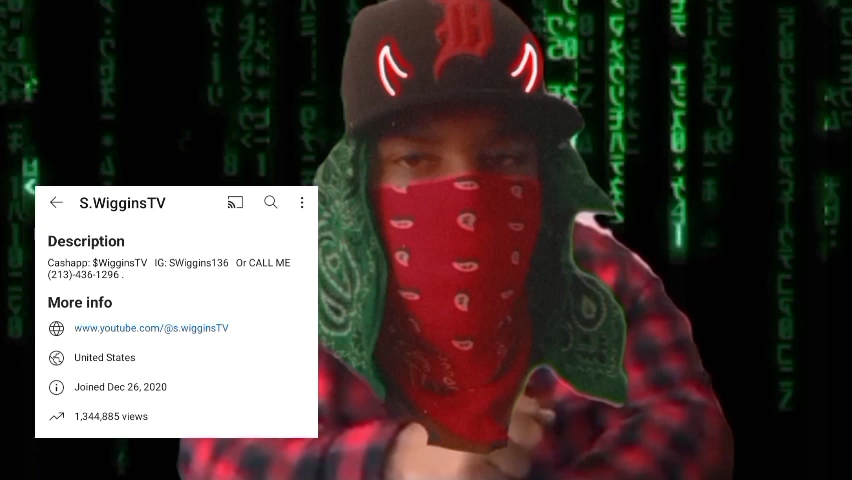 S.WigginsTV
Description
Cashapp: $WigginsTV IG: SWiggins136 Or CALL ME
(213)-436-1296 .
More info
www.youtube.com/@s.wigginsTV
United States
Joined Dec 26, 2020
1,344,885 views